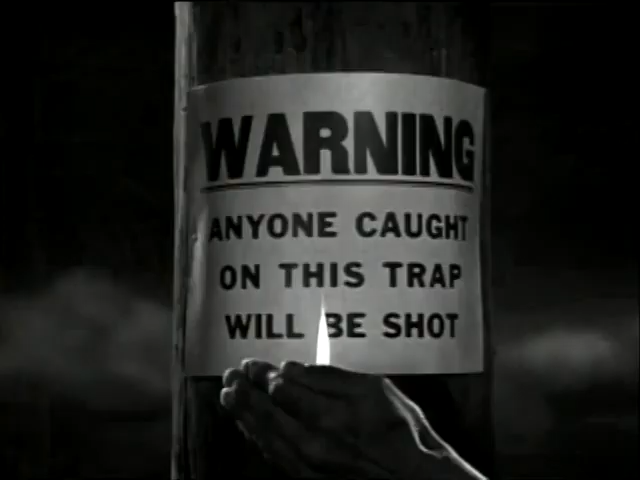 WARNING
ANYONE CAUGHT
ON THIS TRAP
WILL BE SHOT